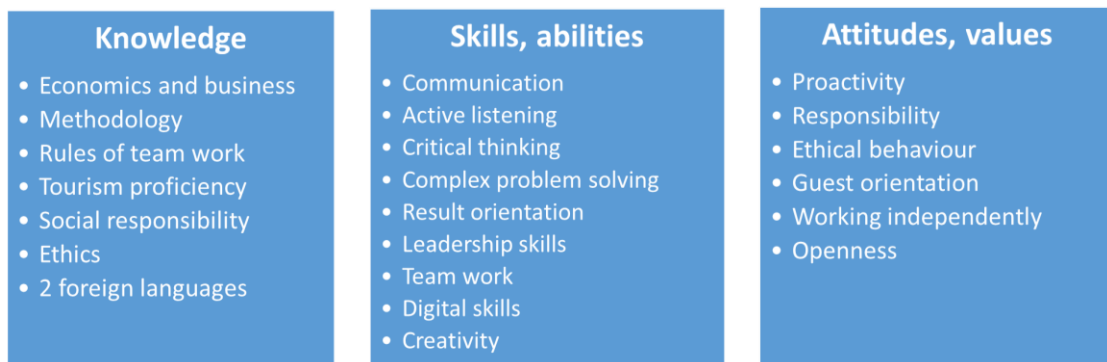 Knowledge
• Economics and business
• Methodology
• Rules of team work
• Tourism proficiency
• Social responsibility
• Ethics
• 2 foreign languages
Skills, abilities
• Communication
• Active listening
• Critical thinking
• Complex problem solving
• Result orientation
• Leadership skills
• Team work
• Digital skills
• Creativity
Attitudes, values
• Proactivity
• Responsibility
• Ethical behaviour
• Guest orientation
• Working independently
• Openness